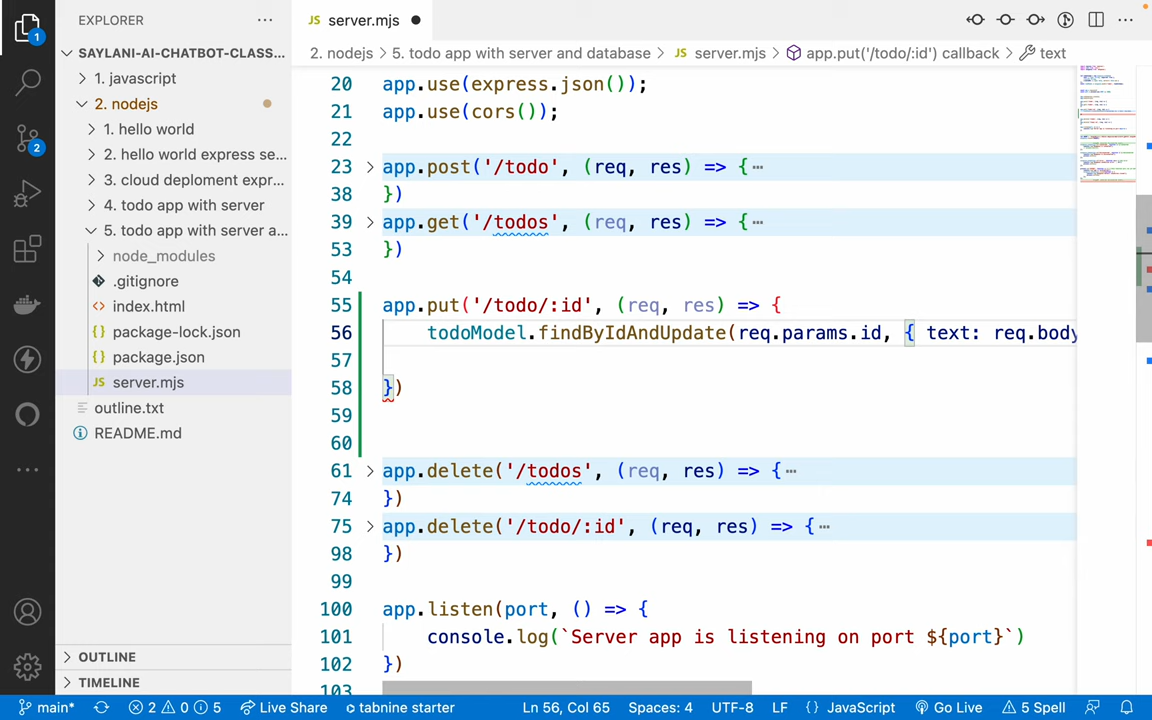 EXPLORER
SAYLANI-AI-CHATBOT-CLASS...
1. javascript
2. nodejs
1. hello world
2. hello world express se...
3. cloud deploment expr...
4. todo app with server
5. todo app with server a...
node_modules
.gitignore
index.html
package-lock.json
package.json
JS server.mjs
outline.txt
README.md
OUTLINE
TIMELINE
1
2
JS server.mjs
2. nodejs > 5. todo app with server and database > JS server.mjs > app.put('/todo/:id') callback > text
20 app.use(express.json());
21 app.use(cors());
22
23 app.post('/todo', (req, res) => {⋯
38 })
39 app.get('/todos', (req, res) => {⋯
53 })
54
55 app.put('/todo/:id', (req, res) => {
56 todoModel.findByIdAndUpdate(req.params.id, { text: req.body
57
58 })
59
60
61 app.delete('/todos', (req, res) => {⋯
74 })
75 app.delete('/todo/:id', (req, res) => {⋯
98 })
99
100 app.listen(port, () => {
101 console.log(`Server app is listening on port ${port}`)
102 })
103
main* 2 0 5 Live Share tabnine starter Ln 56, Col 65 Spaces: 4 UTF-8 LF {} JavaScript Go Live 5 Spell